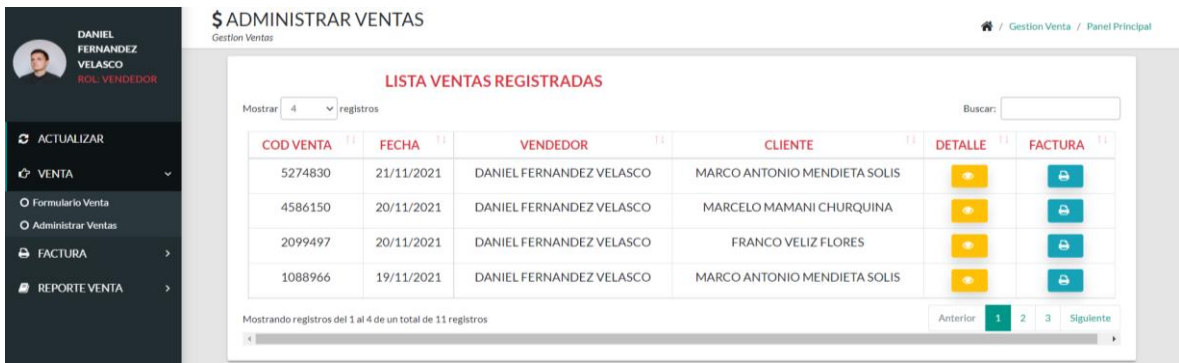 DANIEL
FERNANDEZ
VELASCO
ROL: VENDEDOR
ACTUALIZAR
VENTA
Formulario Venta
Administrar Ventas
FACTURA
REPORTE VENTA
$ ADMINISTRAR VENTAS
Gestion Ventas
/ Gestion Venta / Panel Principal
LISTA VENTAS REGISTRADAS
Mostrar 4 registros
Buscar:
COD VENTA FECHA VENDEDOR CLIENTE DETALLE FACTURA
5274830 21/11/2021 DANIEL FERNANDEZ VELASCO MARCO ANTONIO MENDIETA SOLIS
4586150 20/11/2021 DANIEL FERNANDEZ VELASCO MARCELO MAMANI CHURQUINA
2099497 20/11/2021 DANIEL FERNANDEZ VELASCO FRANCO VELIZ FLORES
1088966 19/11/2021 DANIEL FERNANDEZ VELASCO MARCO ANTONIO MENDIETA SOLIS
Mostrando registros del 1 al 4 de un total de 11 registros
Anterior 1 2 3 Siguiente